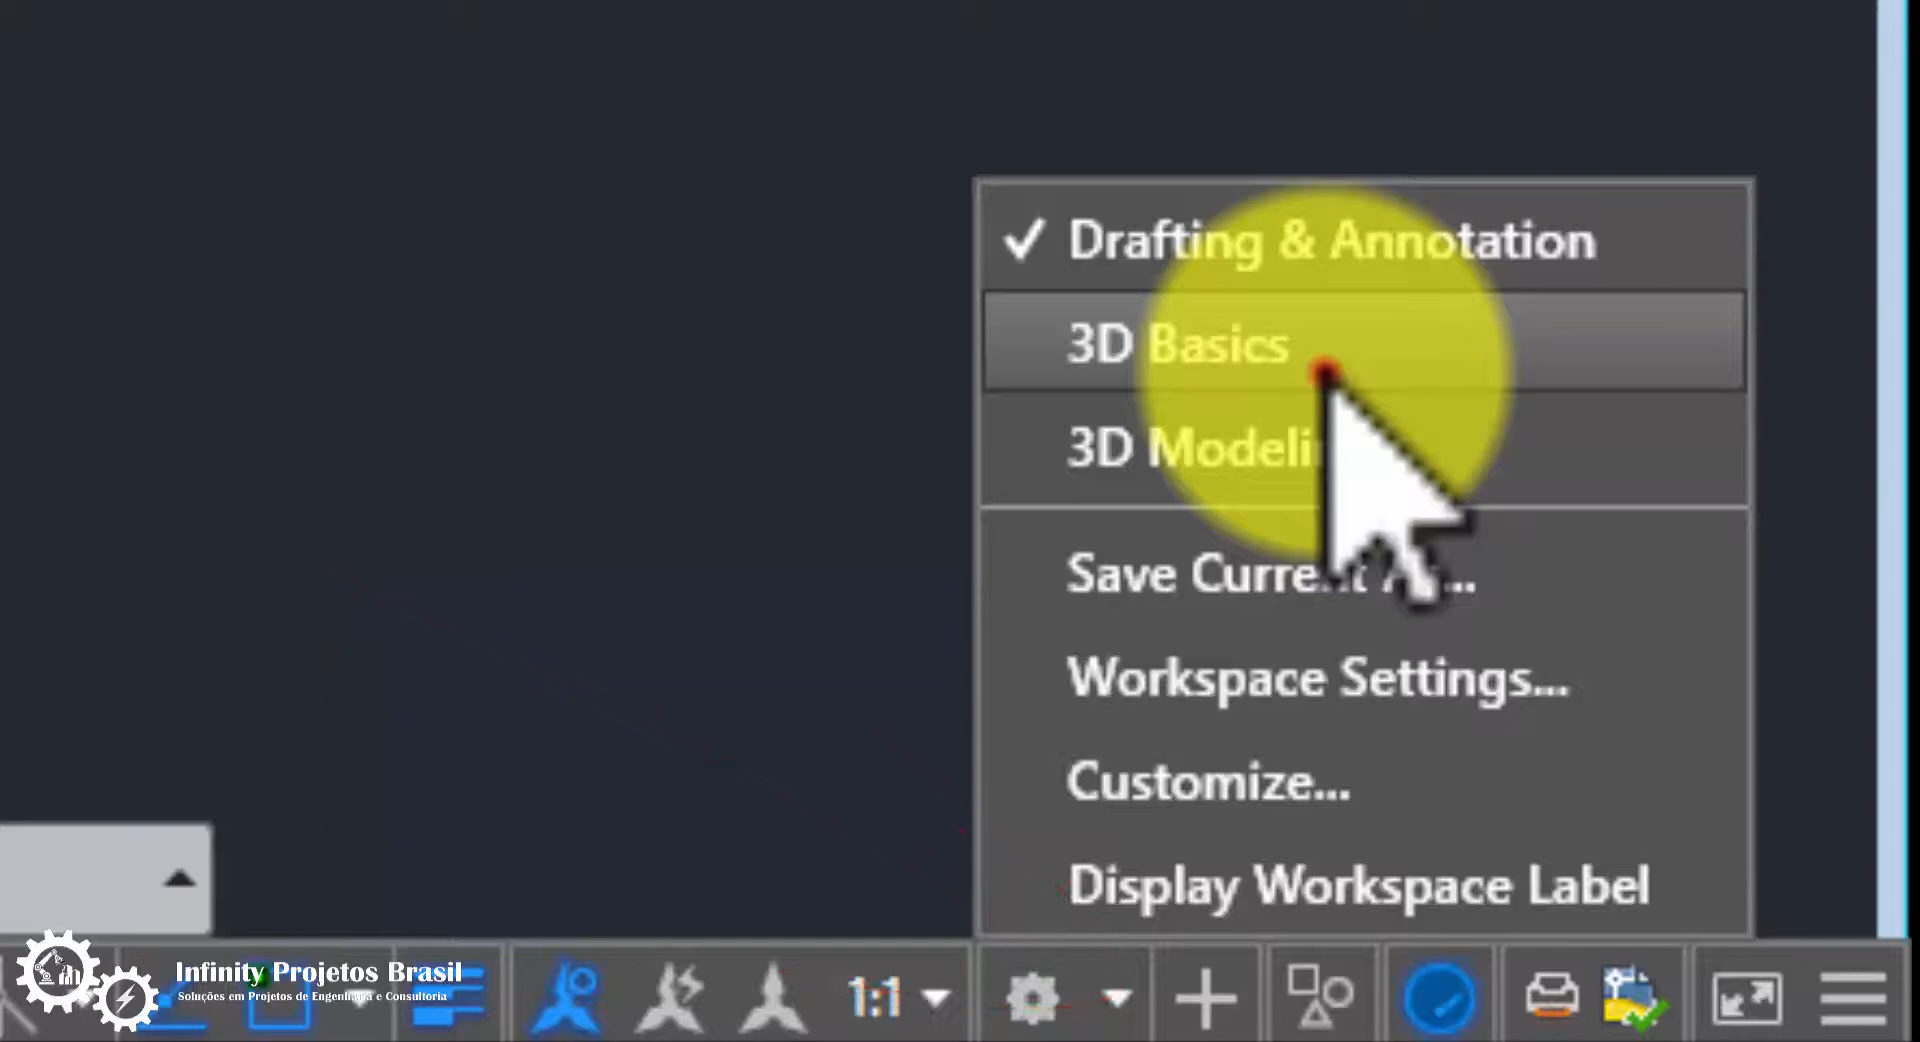 Drafting & Annotation
3D Basics
3D Modeli
Save Current A...
Workspace Settings...
Customize...
Display Workspace Label
1:1
Infinity Projetos Brasil
Soluções em Projetos de Engenharia e Consultoria